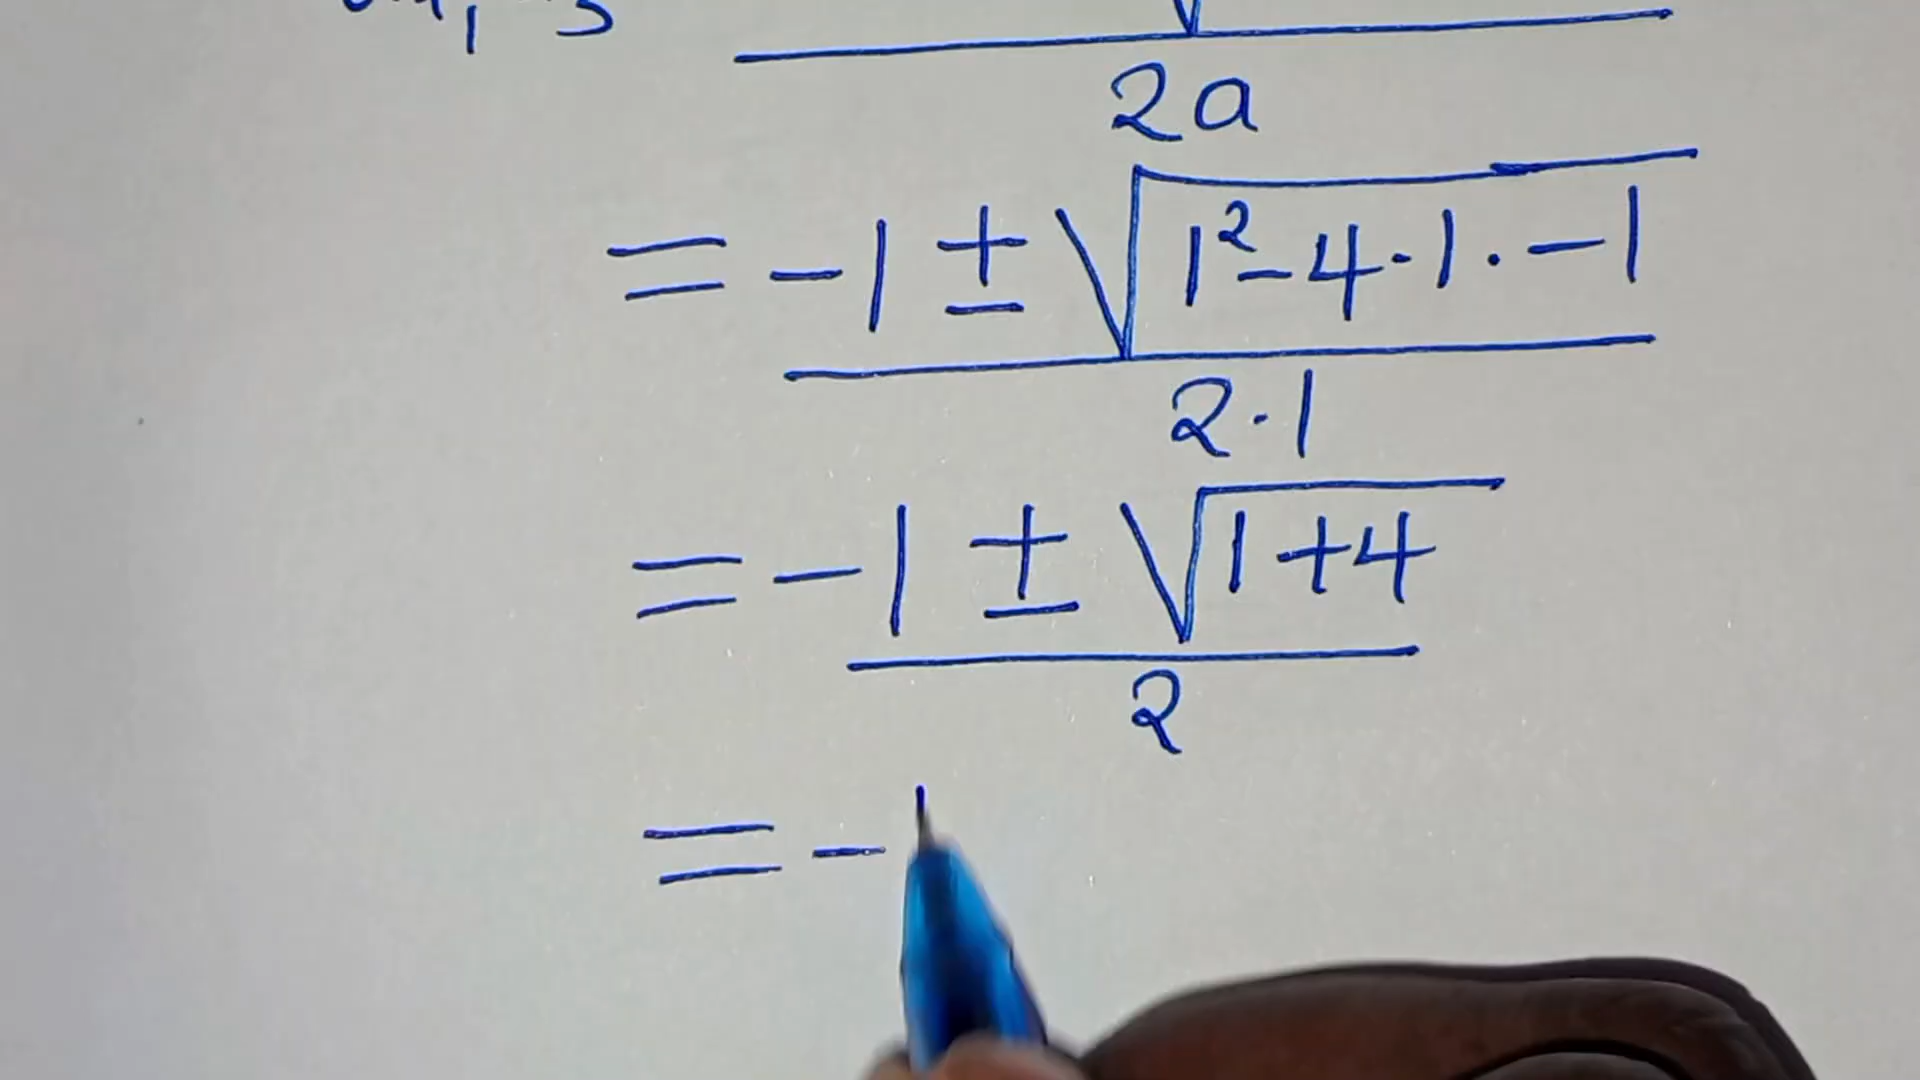 2a
= -1 ± √(1² - 4 · 1 · -1)
2 · 1
= -1 ± √(1 + 4)
2
= -